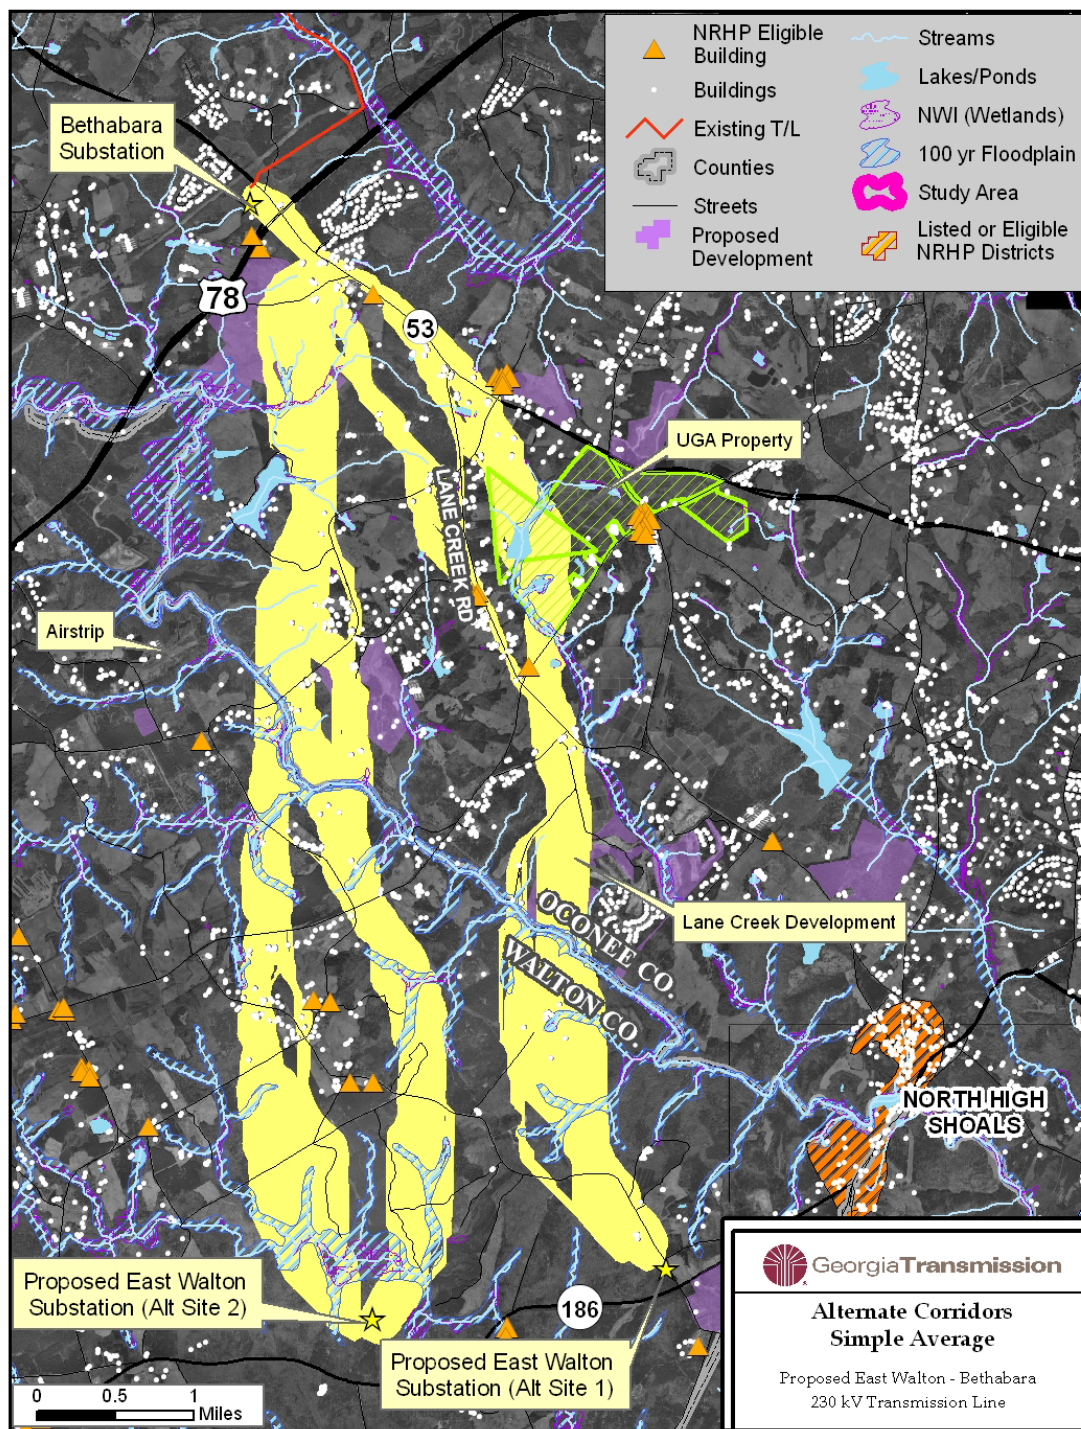 NRHP Eligible
Building
Buildings
Existing T/L
Counties
Streets
Proposed
Development
Streams
Lakes/Ponds
NWI (Wetlands)
100 yr Floodplain
Study Area
Listed or Eligible
NRHP Districts
Bethabara
Substation
78
53
UGA Property
LANE CREEK RD
Airstrip
Lane Creek Development
OCONEE CO.
WALTON CO.
NORTH HIGH
SHOALS
Proposed East Walton
Substation (Alt Site 2)
186
Proposed East Walton
Substation (Alt Site 1)
0 0.5 1
Miles
GeorgiaTransmission
Alternate Corridors
Simple Average
Proposed East Walton - Bethabara
230 kV Transmission Line